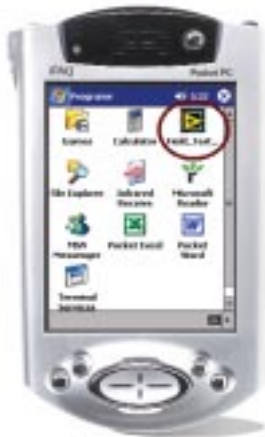 iPAQ Pocket PC
Programs
Games Calculator
File Explorer Infrared Receive Microsoft Reader
MSN Messenger Pocket Excel Pocket Word
Terminal Services